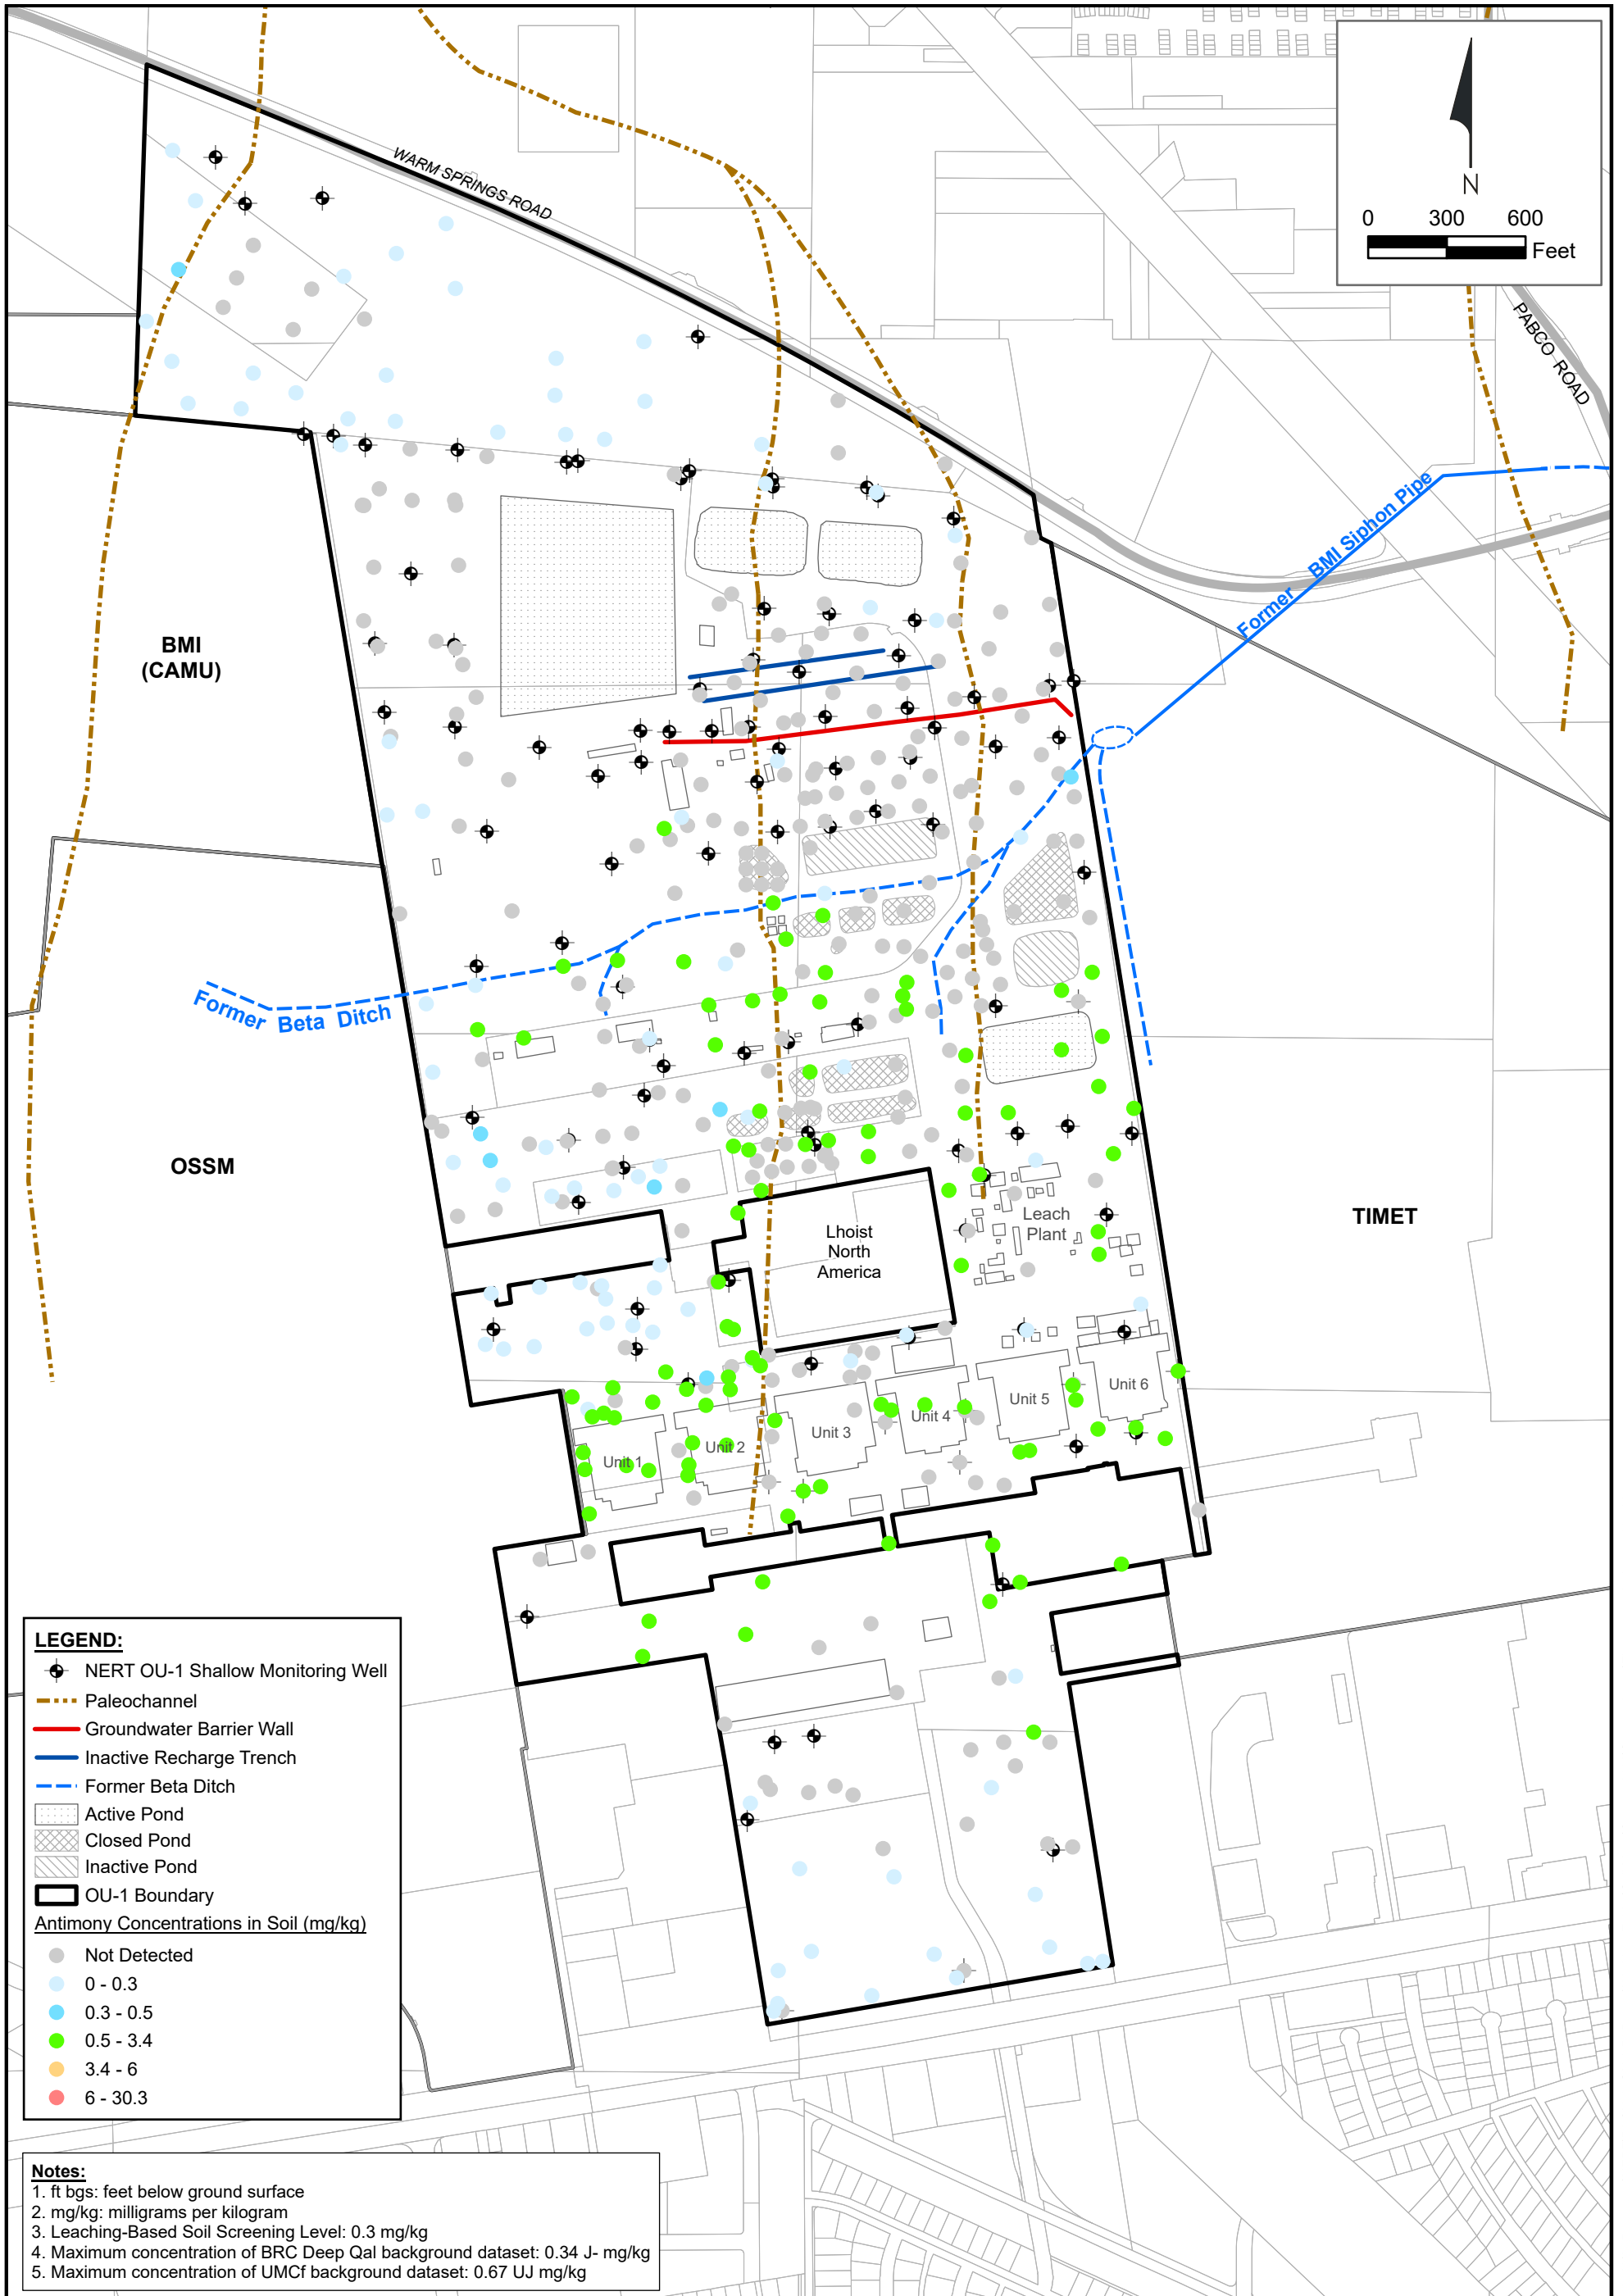 N
0 300 600
Feet
WARM SPRINGS ROAD
PABCO ROAD
Former BMI Siphon Pipe
BMI
(CAMU)
Former Beta Ditch
OSSM
TIMET
Lhoist
North
America
Leach
Plant
Unit 1
Unit 2
Unit 3
Unit 4
Unit 5
Unit 6
LEGEND:
NERT OU-1 Shallow Monitoring Well
Paleochannel
Groundwater Barrier Wall
Inactive Recharge Trench
Former Beta Ditch
Active Pond
Closed Pond
Inactive Pond
OU-1 Boundary
Antimony Concentrations in Soil (mg/kg)
Not Detected
0 - 0.3
0.3 - 0.5
0.5 - 3.4
3.4 - 6
6 - 30.3
Notes:
1. ft bgs: feet below ground surface
2. mg/kg: milligrams per kilogram
3. Leaching-Based Soil Screening Level: 0.3 mg/kg
4. Maximum concentration of BRC Deep Qal background dataset: 0.34 J- mg/kg
5. Maximum concentration of UMCf background dataset: 0.67 UJ mg/kg